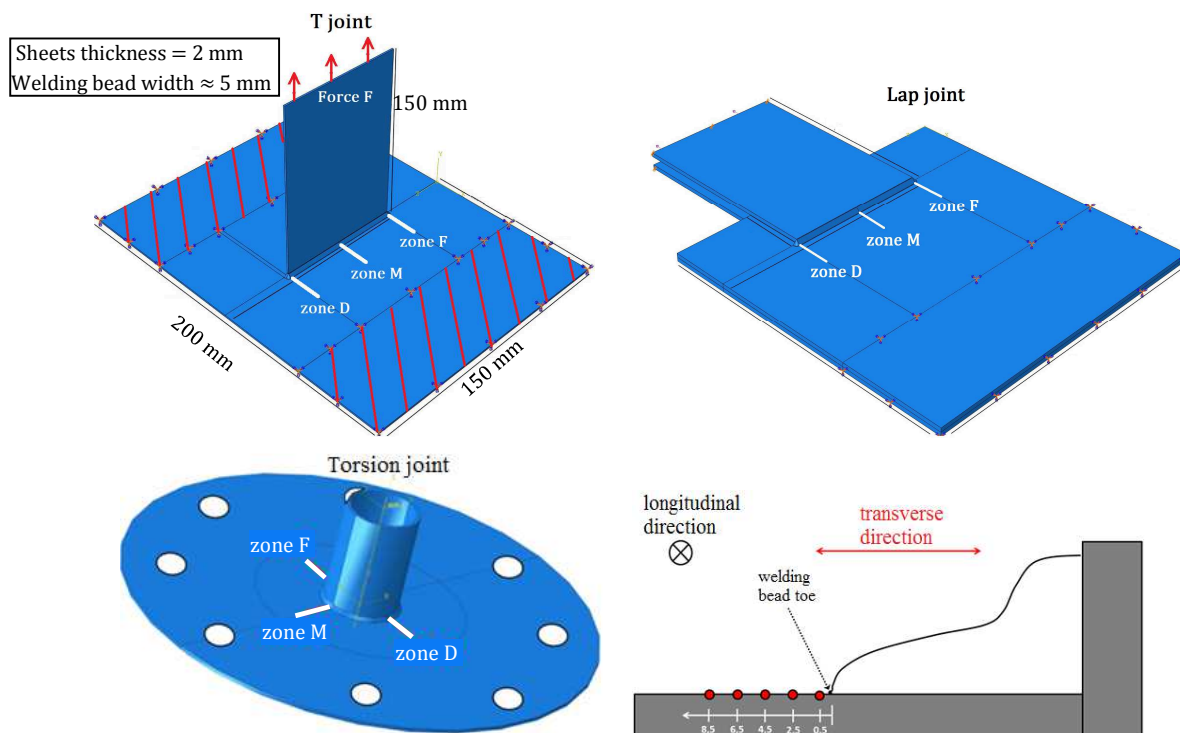 T joint
Sheets thickness = 2 mm
Welding bead width ≈ 5 mm
Force F
150 mm
zone F
zone M
zone D
200 mm
150 mm
Lap joint
zone F
zone M
zone D
Torsion joint
zone F
zone M
zone D
longitudinal
direction
transverse
direction
welding
bead toe
8.5 6.5 4.5 2.5 0.5